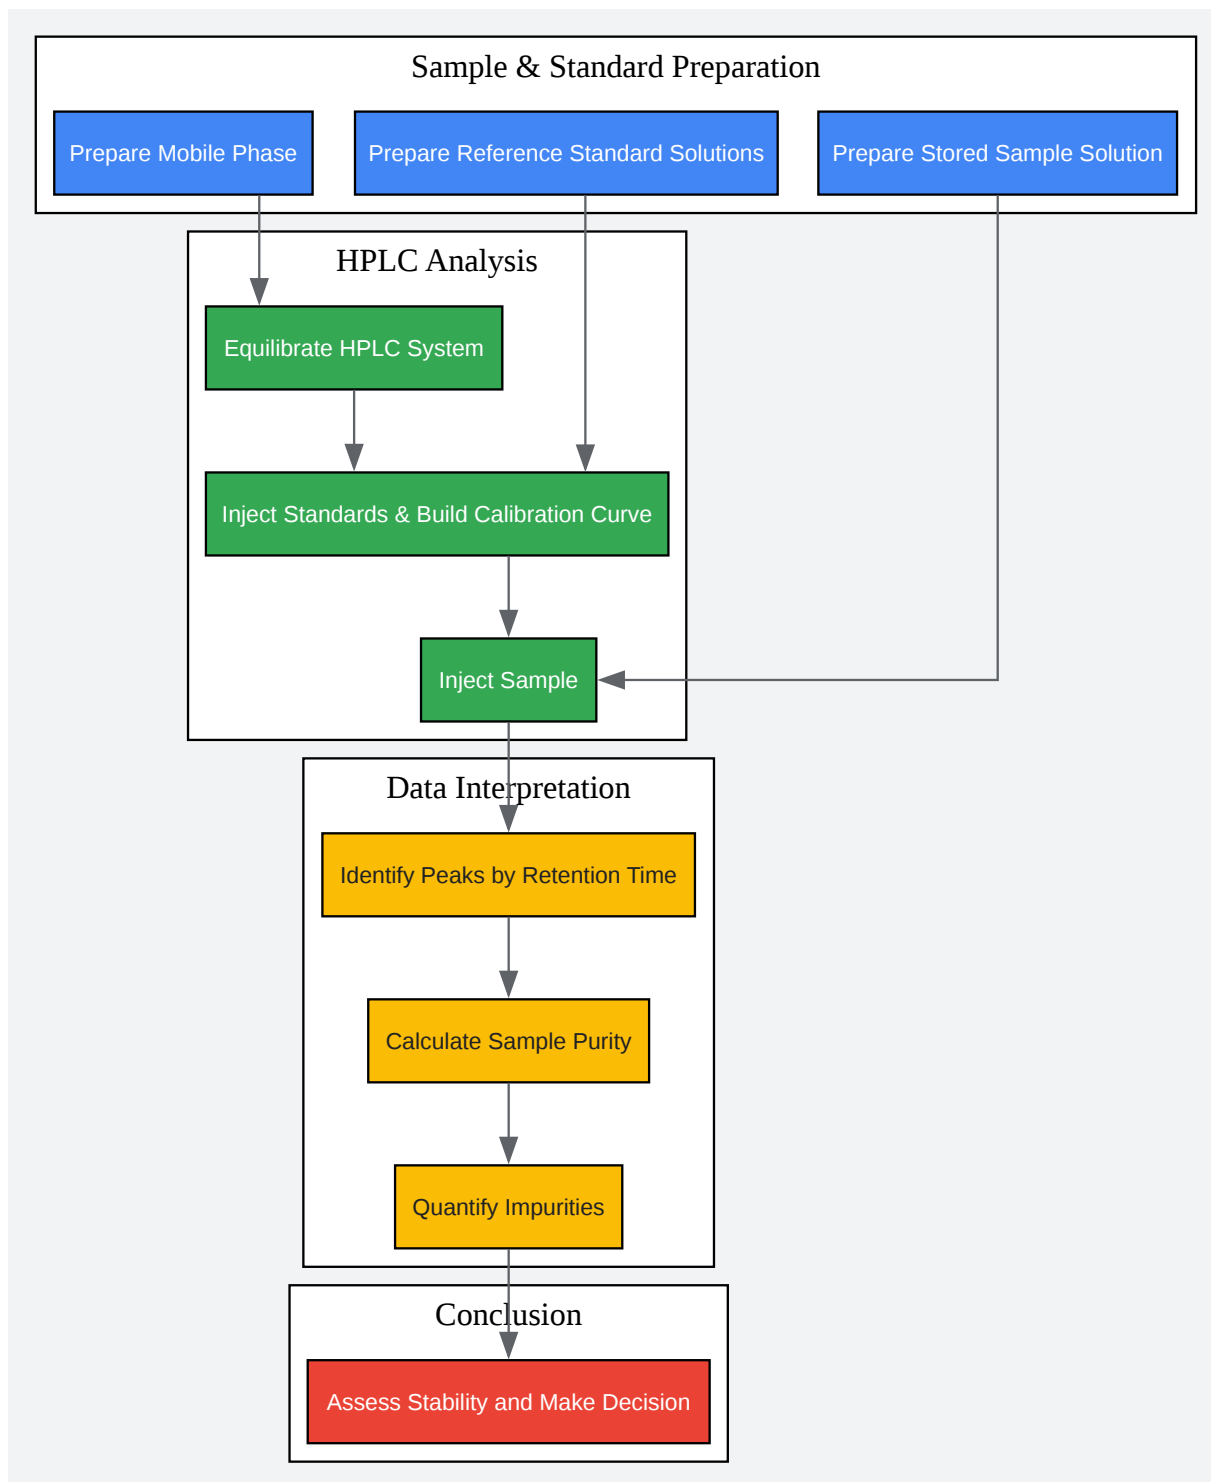 Sample & Standard Preparation
Prepare Mobile Phase
Prepare Reference Standard Solutions
Prepare Stored Sample Solution
HPLC Analysis
Equilibrate HPLC System
Inject Standards & Build Calibration Curve
Inject Sample
Data Interpretation
Identify Peaks by Retention Time
Calculate Sample Purity
Quantify Impurities
Conclusion
Assess Stability and Make Decision